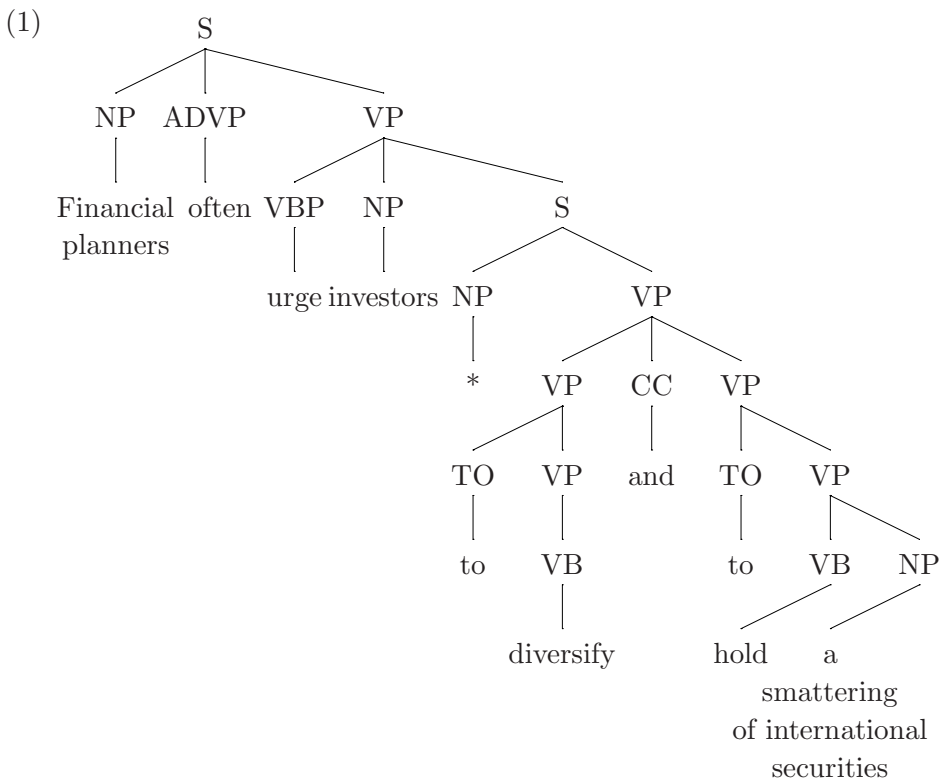 (1)
S
NP ADVP VP
Financial planners often VBP NP S
urge investors NP VP
* VP CC VP
TO VP and TO VP
to VB to VB NP
diversify hold a
smattering
of international
securities